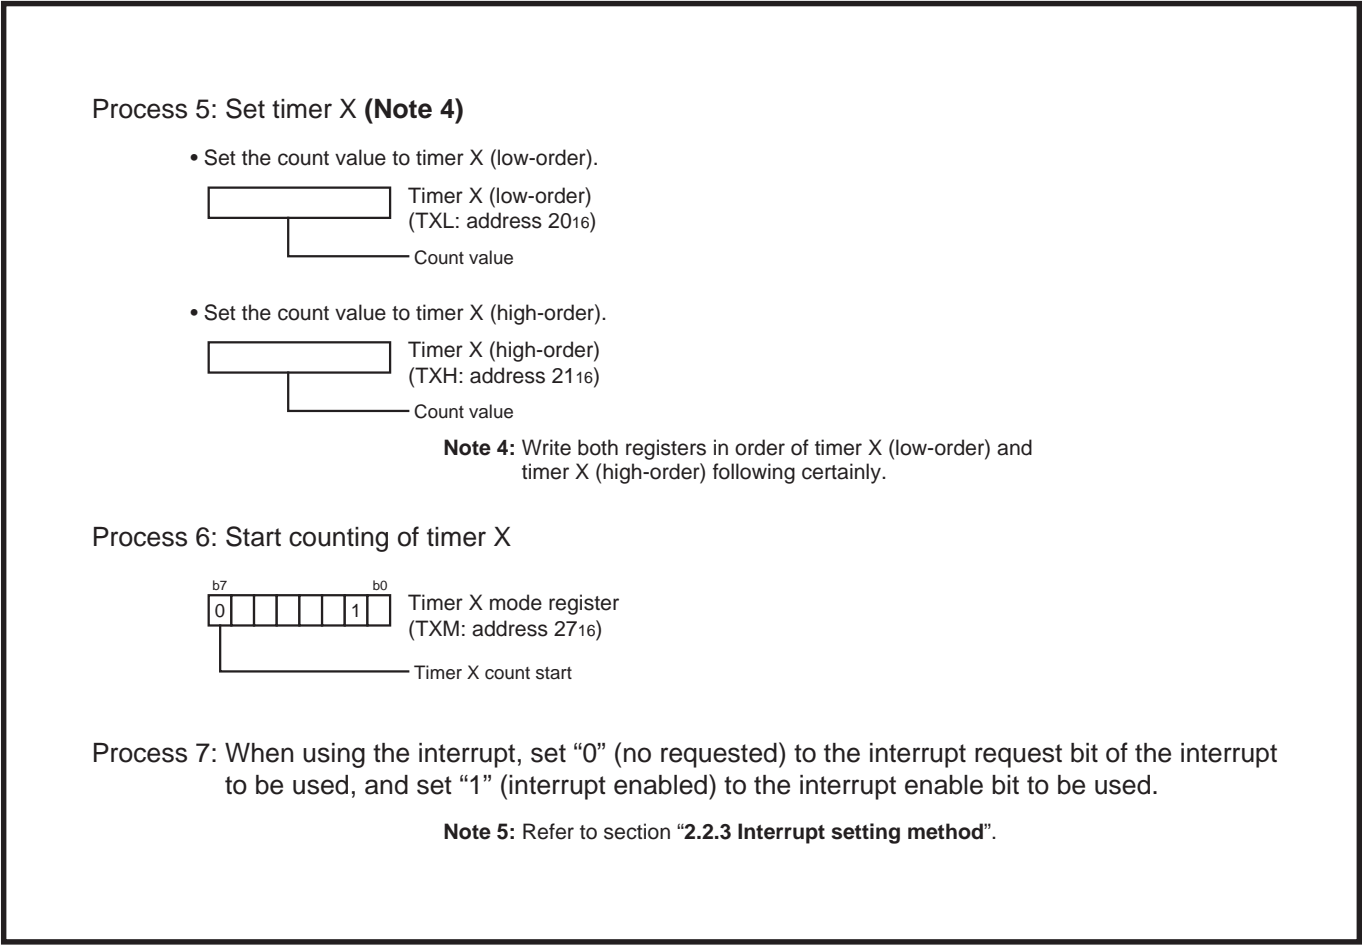 Process 5: Set timer X (Note 4)
• Set the count value to timer X (low-order).
Timer X (low-order)
(TXL: address 2016)
Count value
• Set the count value to timer X (high-order).
Timer X (high-order)
(TXH: address 2116)
Count value
Note 4: Write both registers in order of timer X (low-order) and
timer X (high-order) following certainly.
Process 6: Start counting of timer X
b7 b0
0 1
Timer X mode register
(TXM: address 2716)
Timer X count start
Process 7: When using the interrupt, set “0” (no requested) to the interrupt request bit of the interrupt
to be used, and set “1” (interrupt enabled) to the interrupt enable bit to be used.
Note 5: Refer to section “2.2.3 Interrupt setting method”.